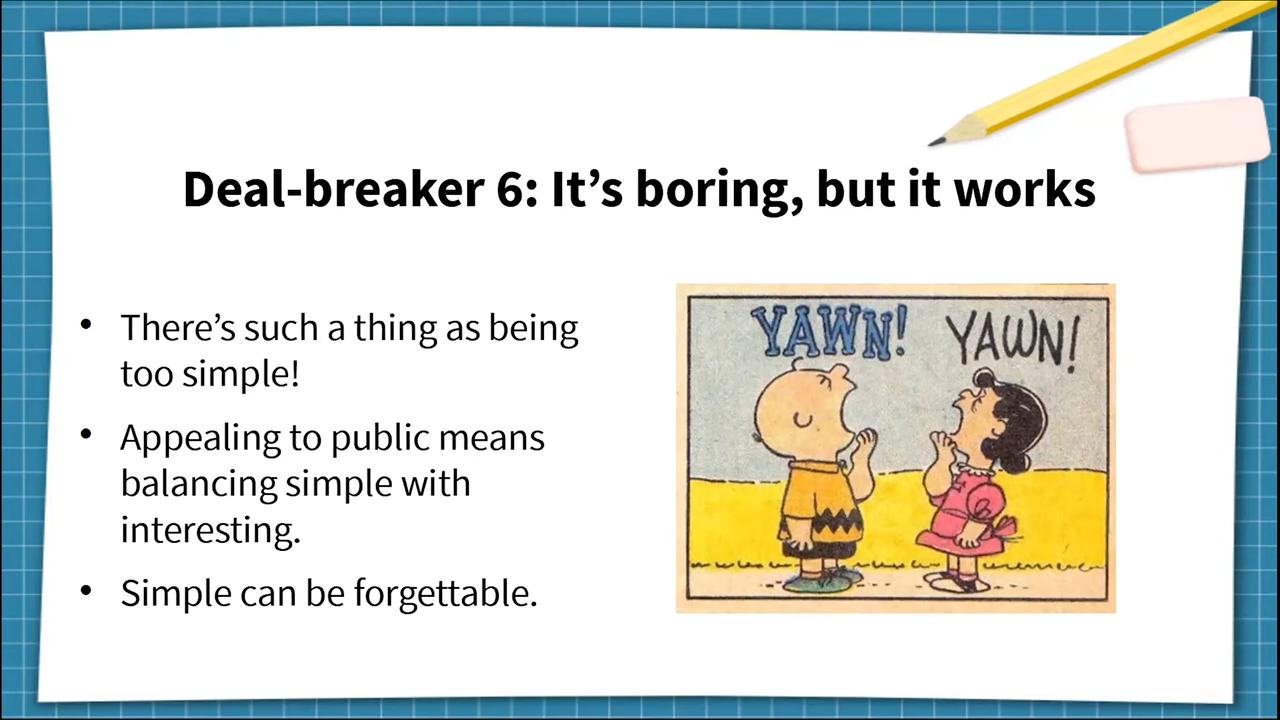 Deal-breaker 6: It’s boring, but it works
• There’s such a thing as being
too simple!
• Appealing to public means
balancing simple with
interesting.
• Simple can be forgettable.
YAWN! YAWN!